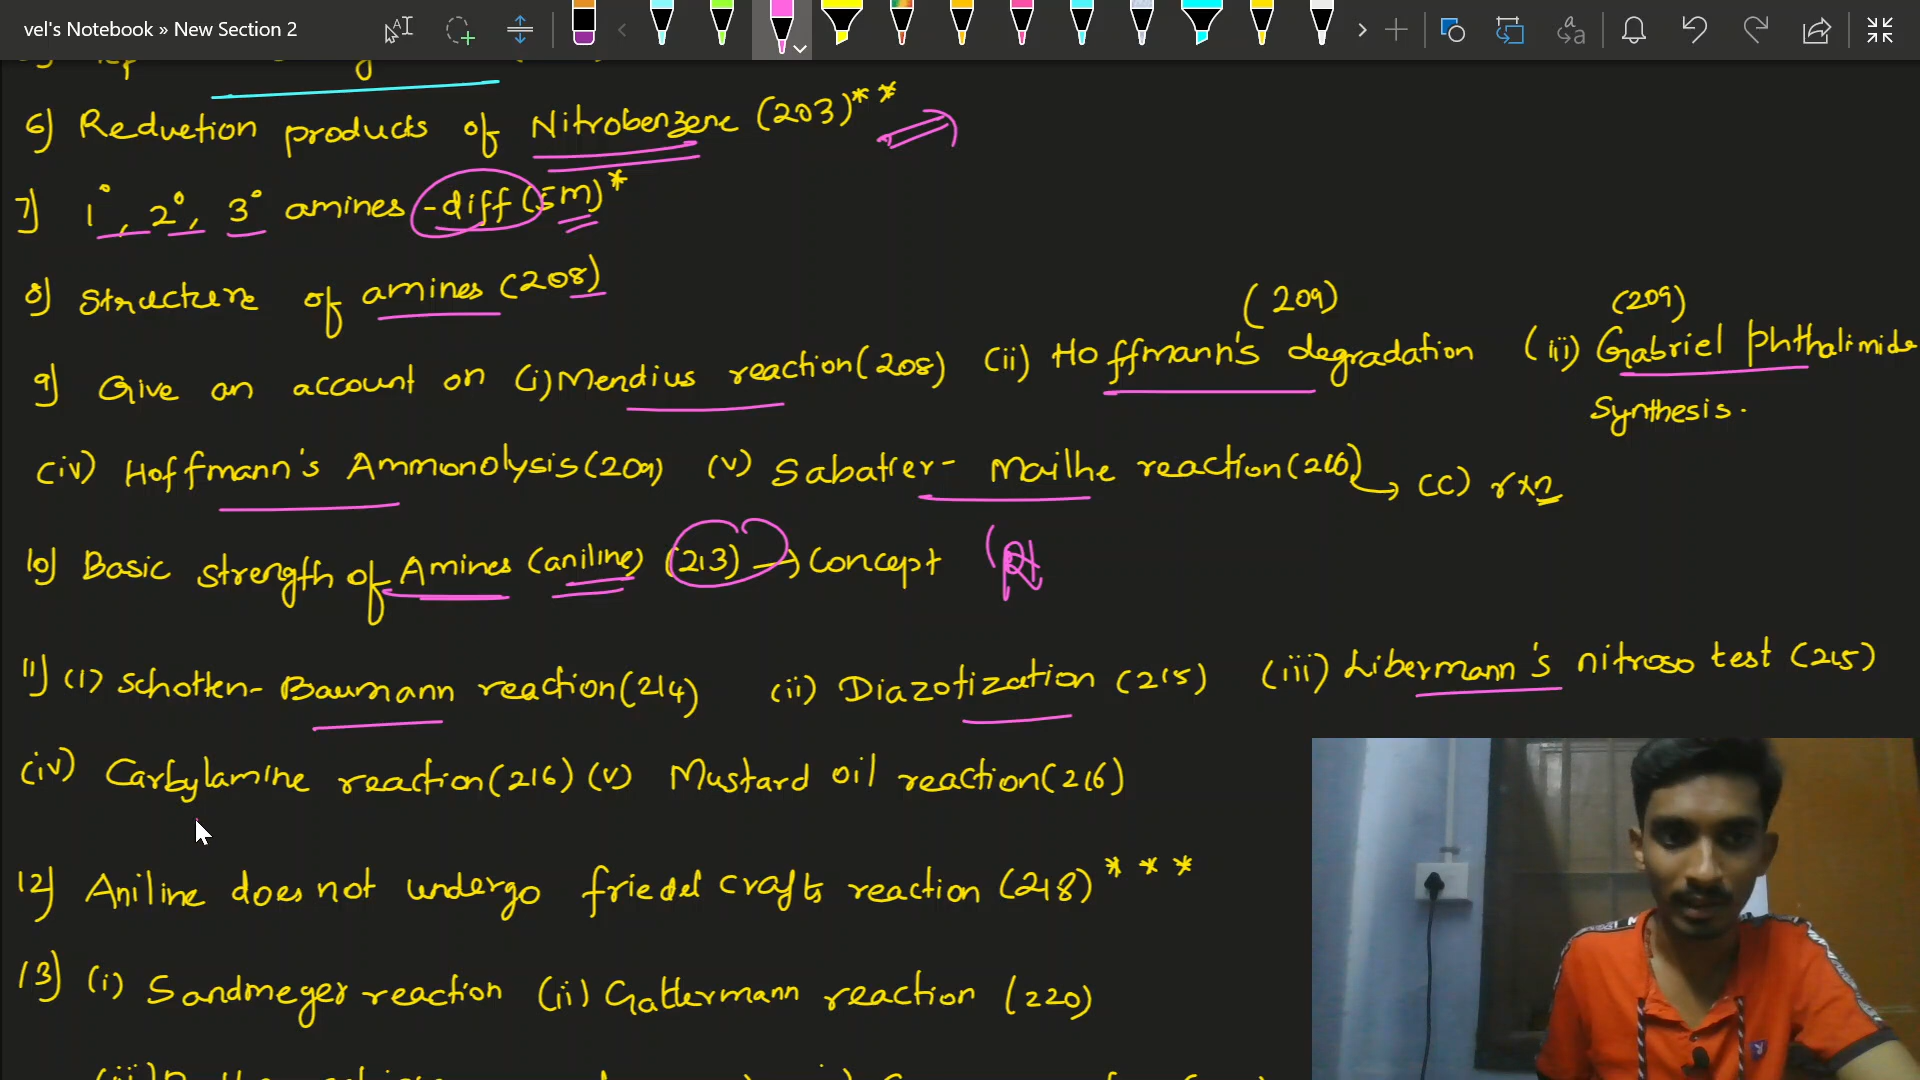 vel's Notebook » New Section 2
6) Reduction products of Nitrobenzene (203)**
7) 1°, 2°, 3° amines - diff (5m)*
8) Structure of amines (208)
(209) (209)
9) Give an account on (i) Mendius reaction (208) (ii) Hoffmann's degradation (iii) Gabriel phthalimide
Synthesis.
(iv) Hoffmann's Ammonolysis (209) (v) Sabatier- Mailhe reaction (210) → (C) rxn
10) Basic strength of Amines (aniline) (213) → Concept
11) (i) Schotten- Baumann reaction (214) (ii) Diazotization (215) (iii) Libermann's nitroso test (215)
(iv) Carbylamine reaction (216) (v) Mustard oil reaction (216)
12) Aniline does not undergo friedel crafts reaction (218) ***
13) (i) Sandmeyer reaction (ii) Gattermann reaction (220)